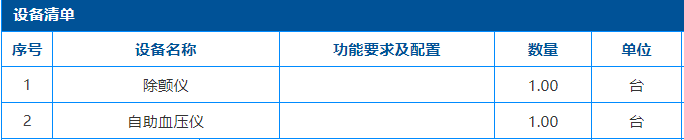 设备清单
序号 设备名称 功能要求及配置 数量 单位
1 除颤仪 1.00 台
2 自助血压仪 1.00 台